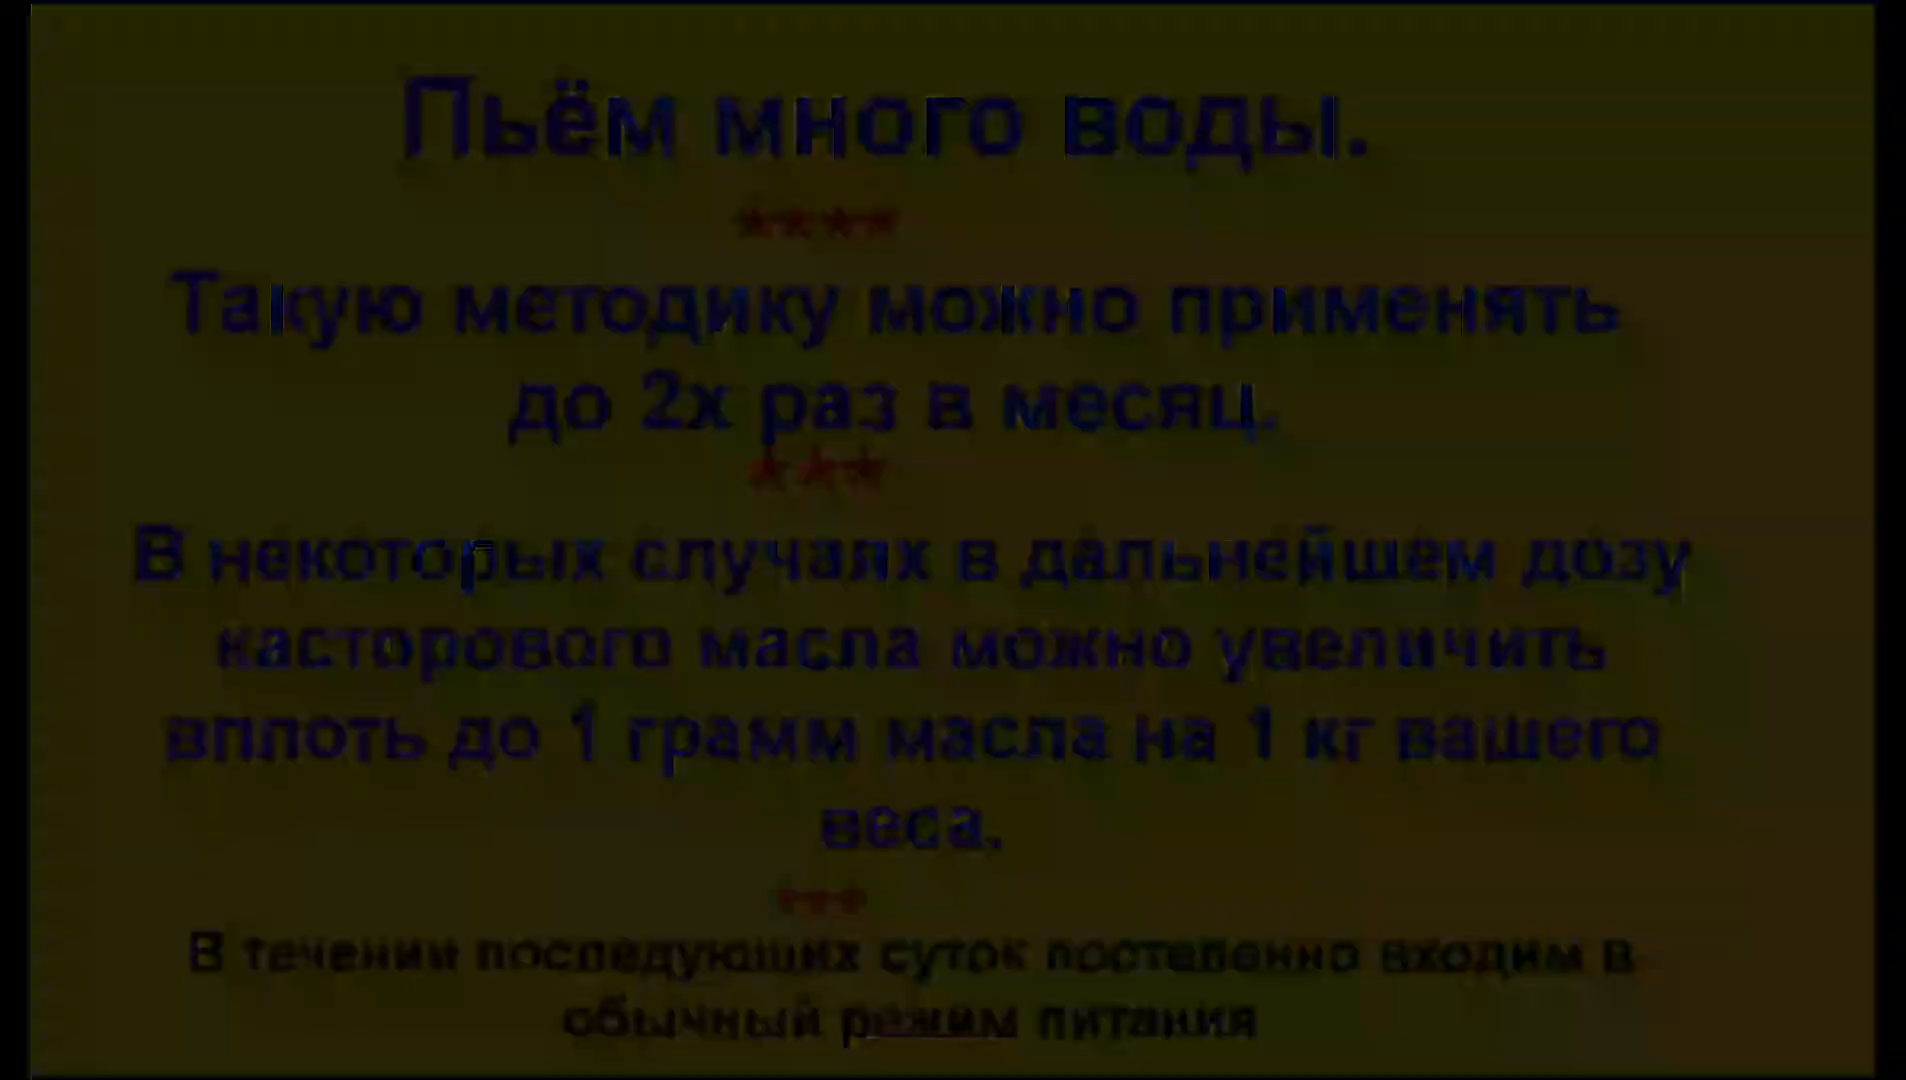 Пьём много воды.
****
Такую методику можно применять
до 2х раз в месяц.
***
В некоторых случаях в дальнейшем дозу
касторового масла можно увеличить
вплоть до 1 грамм масла на 1 кг вашего
веса.
***
В течении последующих суток постепенно входим в
обычный режим питания